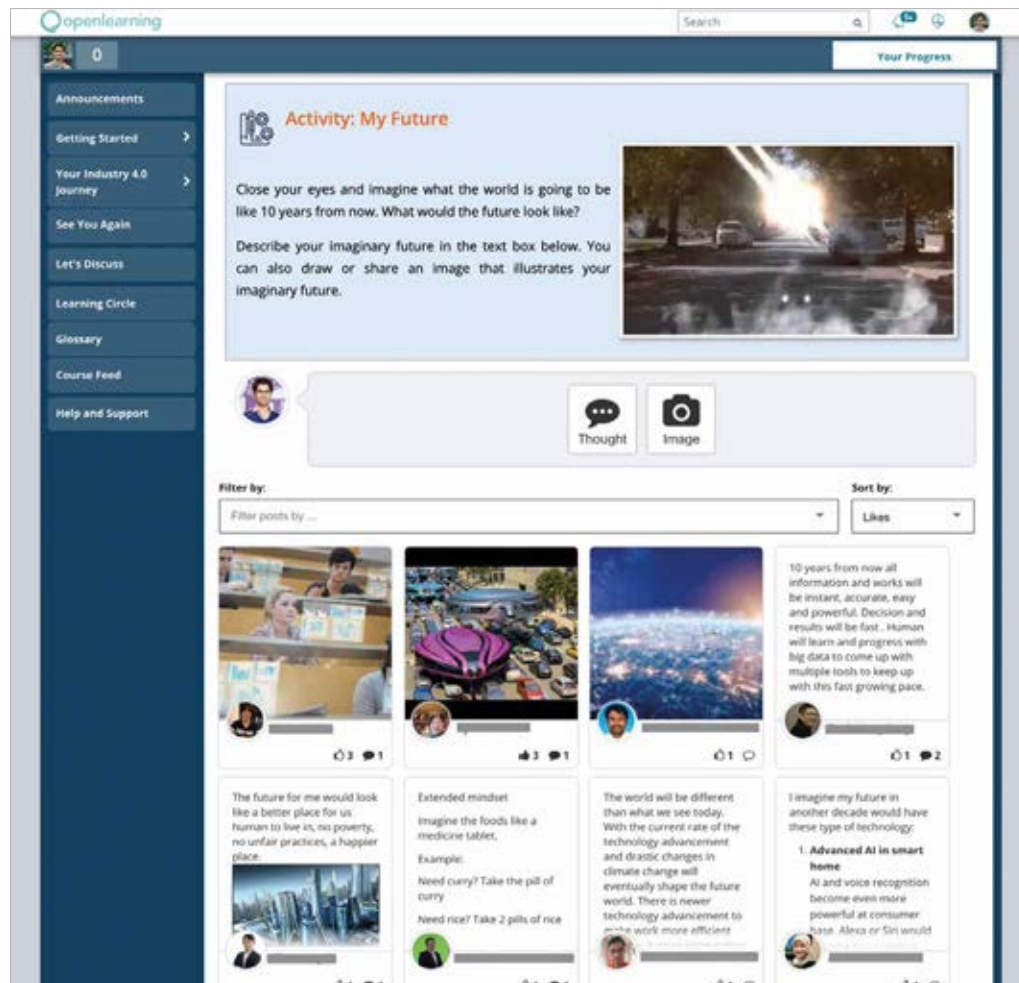 openlearning
Search
0
Your Progress
Announcements
Getting Started
Your Industry 4.0
Journey
See You Again
Let's Discuss
Learning Circle
Glossary
Course Feed
Help and Support
Activity: My Future
Close your eyes and imagine what the world is going to be
like 10 years from now. What would the future look like?
Describe your imaginary future in the text box below. You
can also draw or share an image that illustrates your
imaginary future.
Thought
Image
Filter by:
Filter posts by ...
Sort by:
Likes
3 1
3 1
1
10 years from now all
information and works will
be instant, accurate, easy
and powerful. Decision and
results will be fast . Human
will learn and progress with
big data to come up with
multiple tools to keep up
with this fast growing pace.
1 2
The future for me would look
like a better place for us
human to live in, no poverty,
no unfair practices, a happier
place.
Extended mindset
Imagine the foods like a
medicine tablet,
Example:
Need curry? Take the pill of
curry
Need rice? Take 2 pills of rice
The world will be different
than what we see today.
With the current rate of the
technology advancement
and drastic changes in
climate change will
eventually shape the future
world. There is newer
technology advancement to
make work more efficient
I imagine my future in
another decade would have
these type of technology:
1. Advanced AI in smart
home
AI and voice recognition
become even more
powerful at consumer
base. Alexa or Siri would